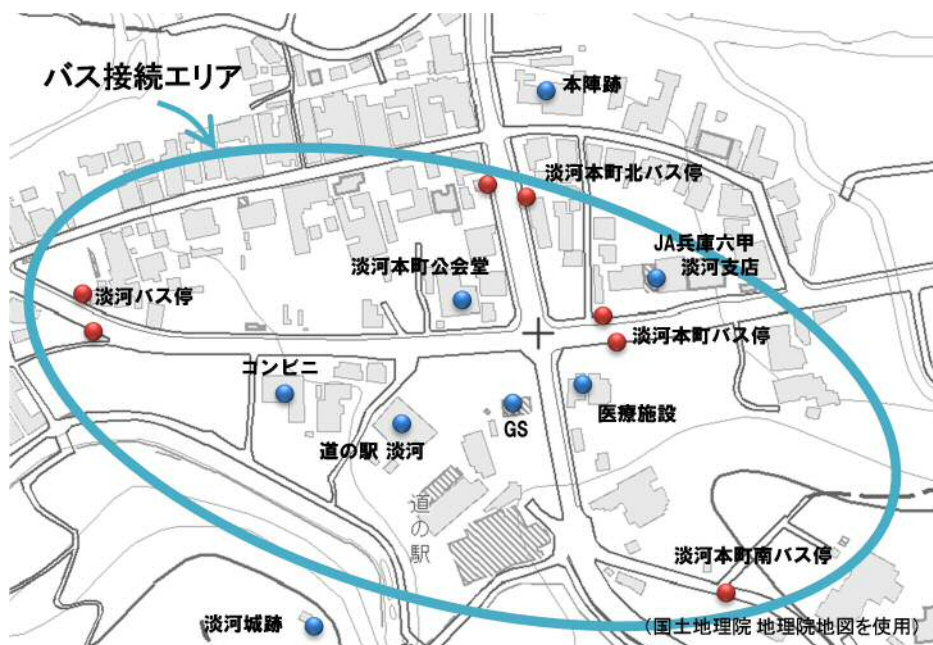 バス接続エリア
本陣跡
淡河本町北バス停
JA兵庫六甲
淡河支店
淡河本町公会堂
淡河バス停
淡河本町バス停
コンビニ
医療施設
GS
道の駅 淡河
道の駅
淡河本町南バス停
淡河城跡
(国土地理院 地理院地図を使用)